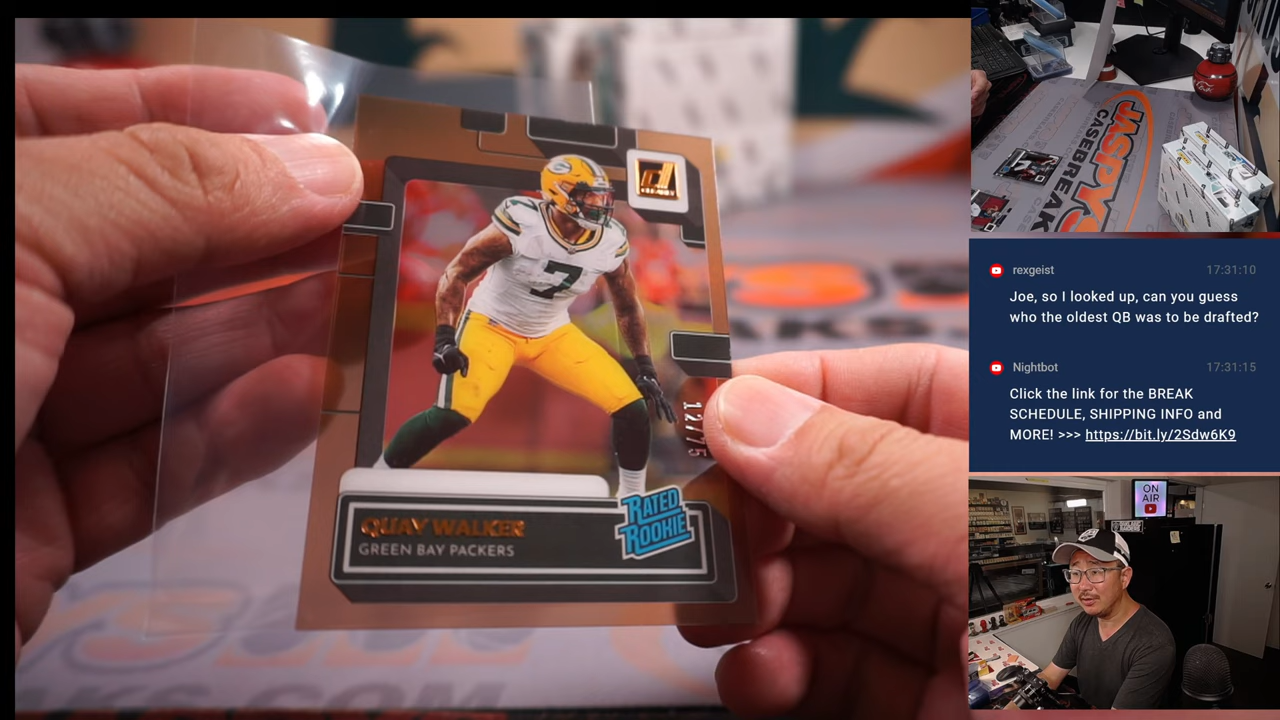 7
12/75
QUAY WALKER
GREEN BAY PACKERS
RATED
ROOKIE
JASPY'S
CASEBREAKS
rexgeist 17:31:10
Joe, so I looked up, can you guess
who the oldest QB was to be drafted?
Nightbot 17:31:15
Click the link for the BREAK
SCHEDULE, SHIPPING INFO and
MORE! >>> https://bit.ly/2Sdw6K9
ON
AIR